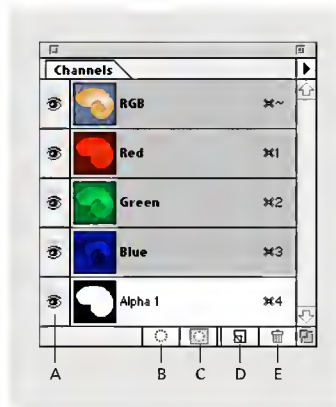 Channels
RGB ⌘~
Red ⌘1
Green ⌘2
Blue ⌘3
Alpha 1 ⌘4
A B C D E